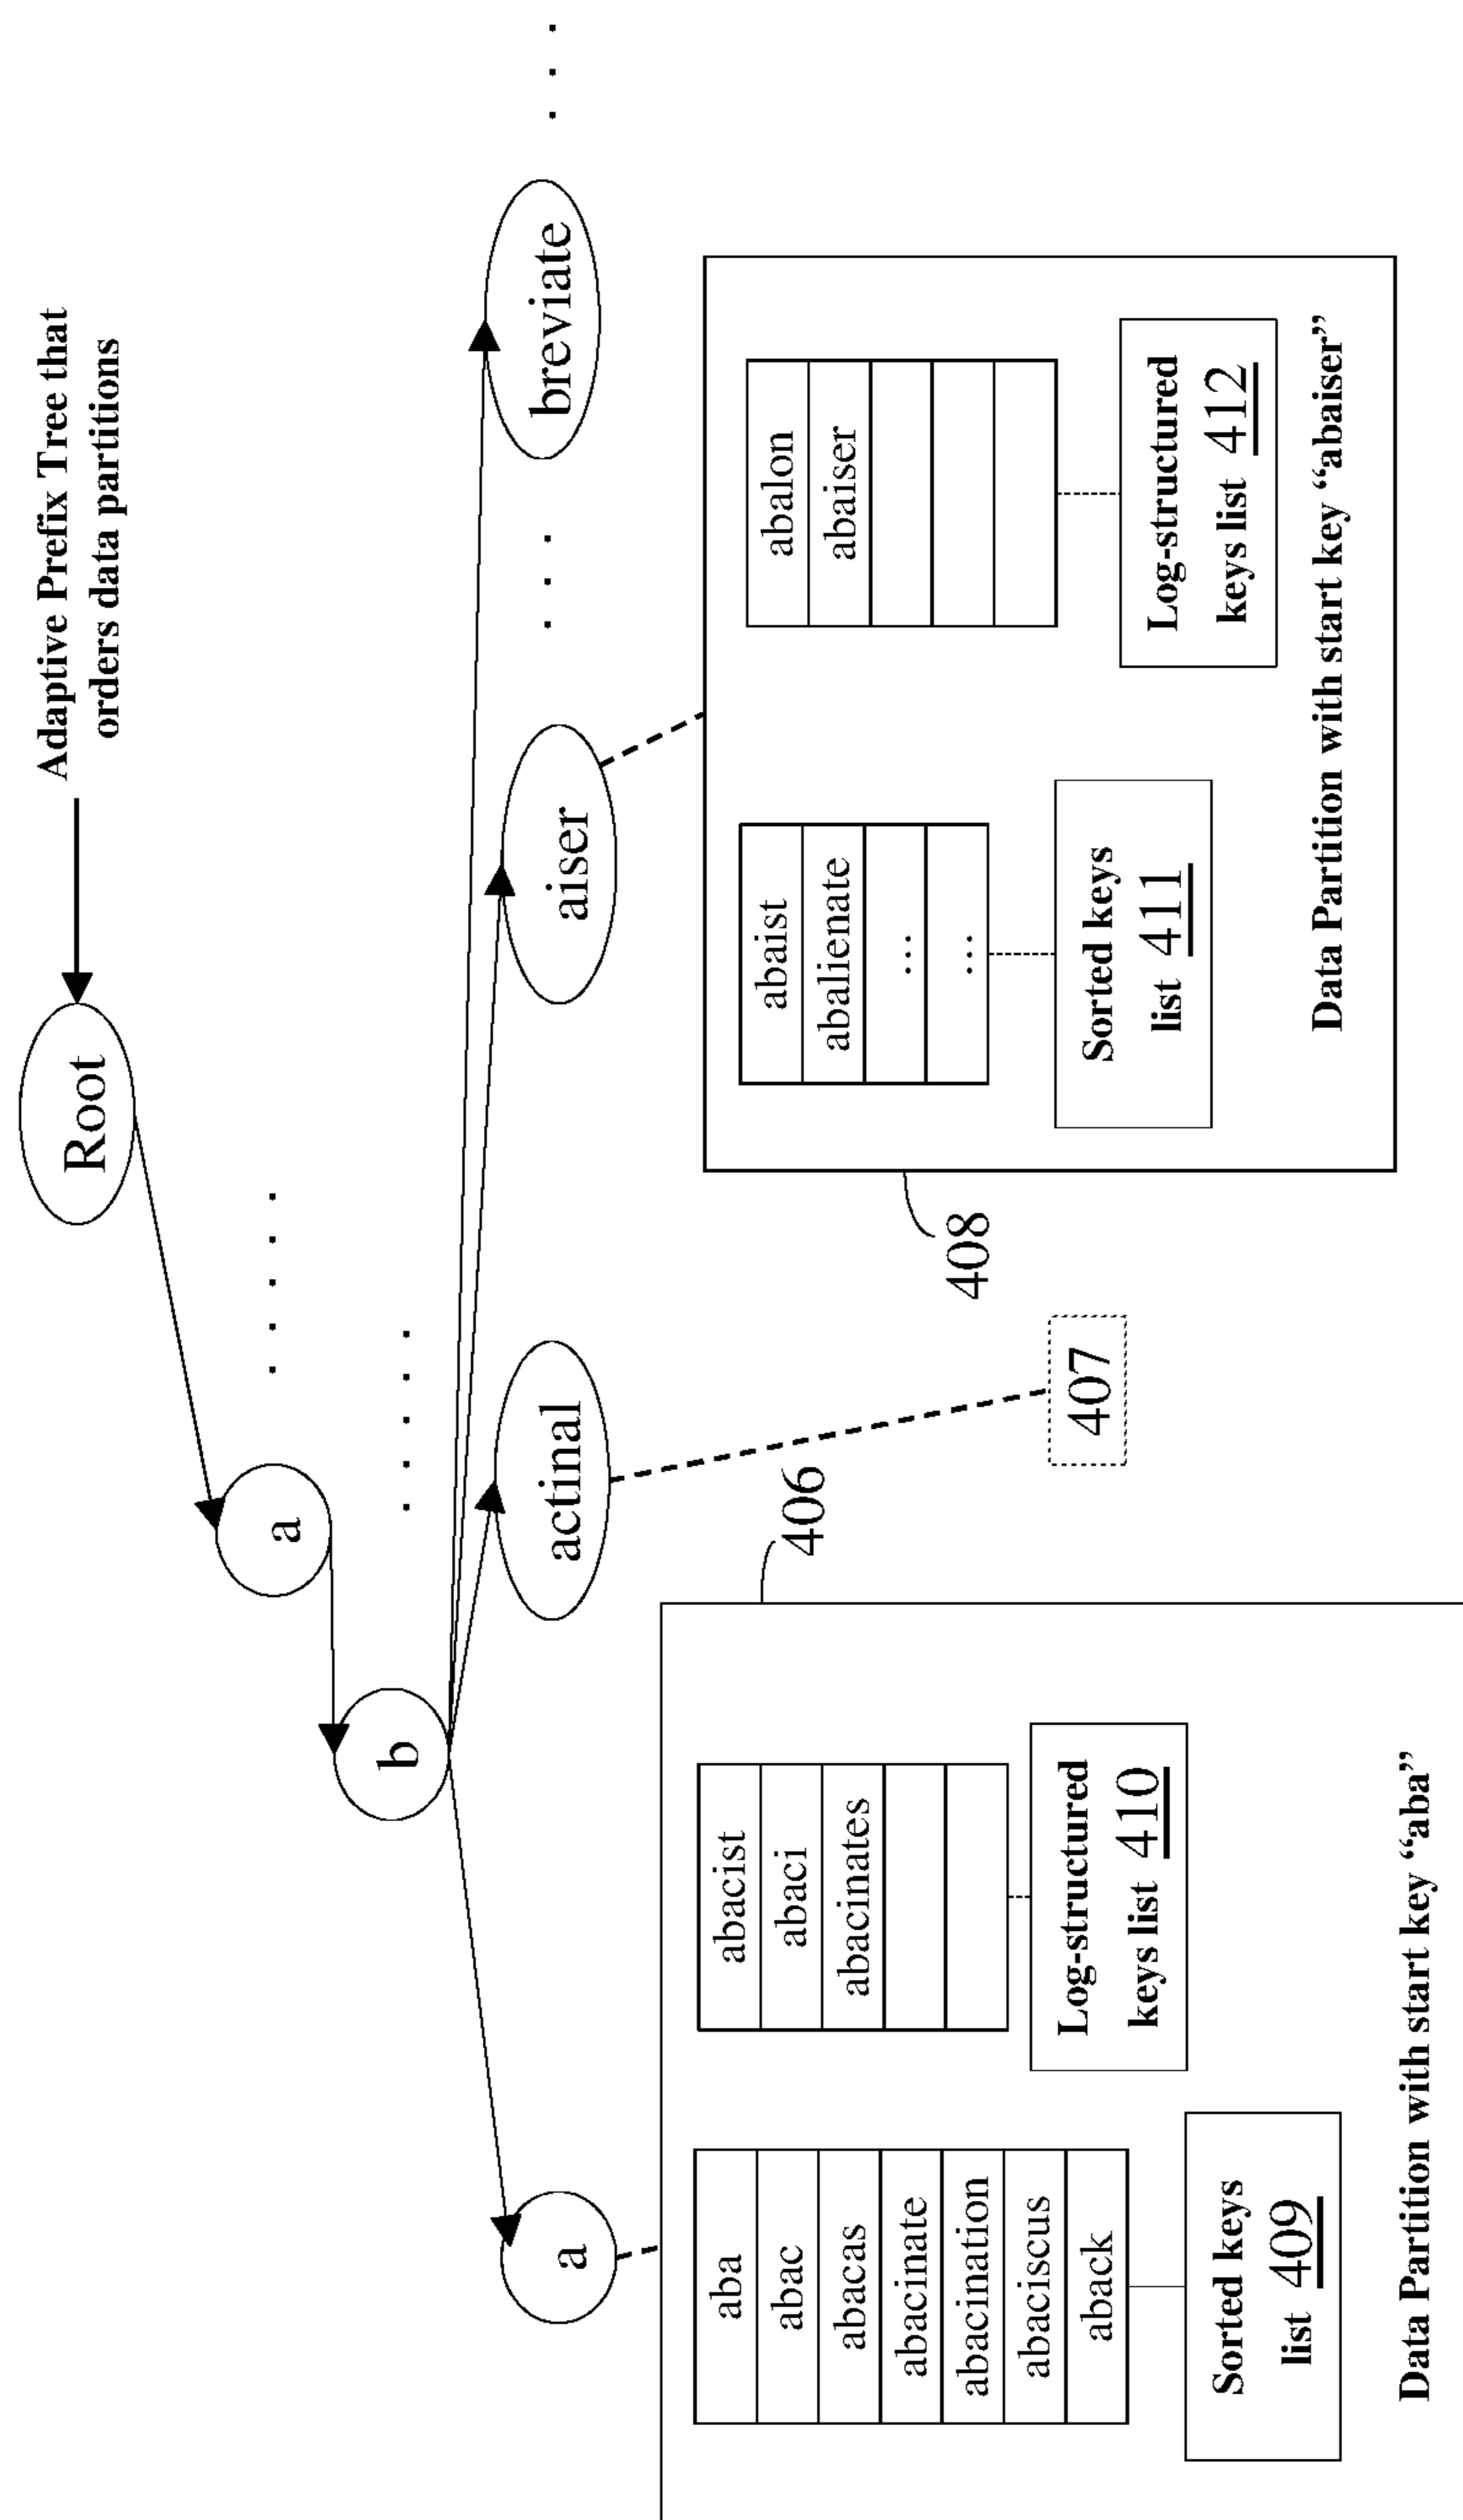 Adaptive Prefix Tree that
orders data partitions
Root
a
b
a
actinal
aiser
breviate
406
407
408
aba
abac
abacas
abacinate
abacination
abaciscus
aback
Sorted keys
list 409
abacist
abaci
abacinates
Log-structured
keys list 410
Data Partition with start key “aba”
abaist
abalienate
...
...
Sorted keys
list 411
abalon
abaiser
Log-structured
keys list 412
Data Partition with start key “abaiser”